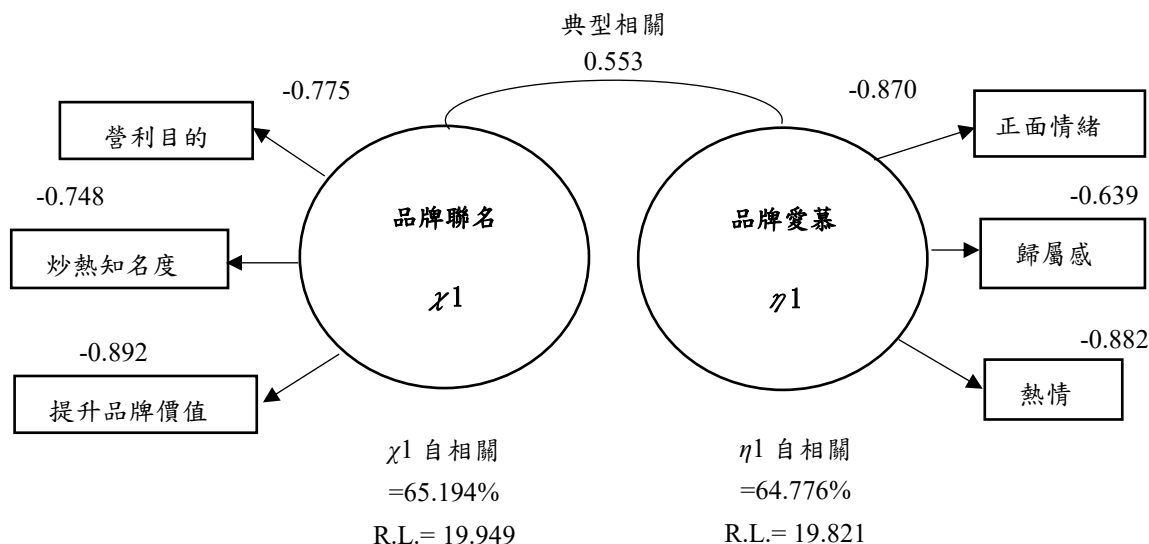 典型相關
0.553
-0.775
-0.870
營利目的
正面情緒
-0.748
-0.639
品牌聯名
品牌愛慕
炒熱知名度
歸屬感
χ1
η1
-0.892
-0.882
提升品牌價值
熱情
χ1 自相關
=65.194%
R.L.= 19.949
η1 自相關
=64.776%
R.L.= 19.821